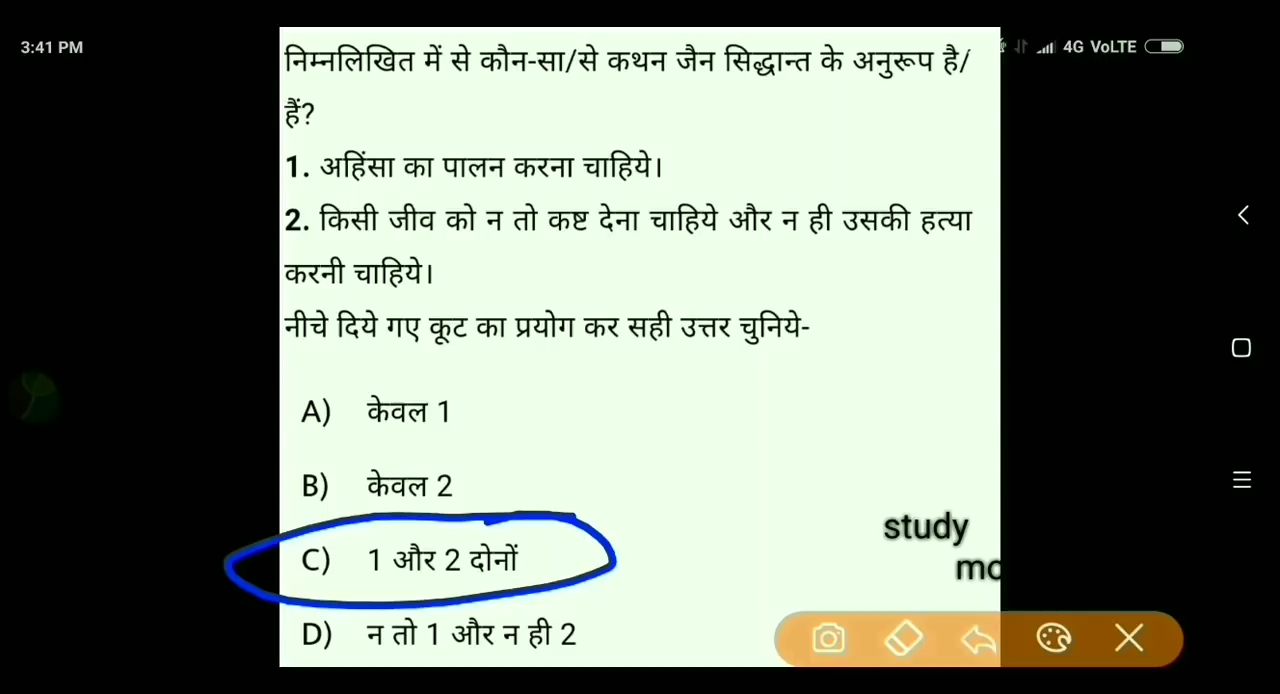 3:41 PM
4G VoLTE
निम्नलिखित में से कौन-सा/से कथन जैन सिद्धान्त के अनुरूप है/
हैं?
1. अहिंसा का पालन करना चाहिये।
2. किसी जीव को न तो कष्ट देना चाहिये और न ही उसकी हत्या
करनी चाहिये।
नीचे दिये गए कूट का प्रयोग कर सही उत्तर चुनिये-
A) केवल 1
B) केवल 2
C) 1 और 2 दोनों
D) न तो 1 और न ही 2
study